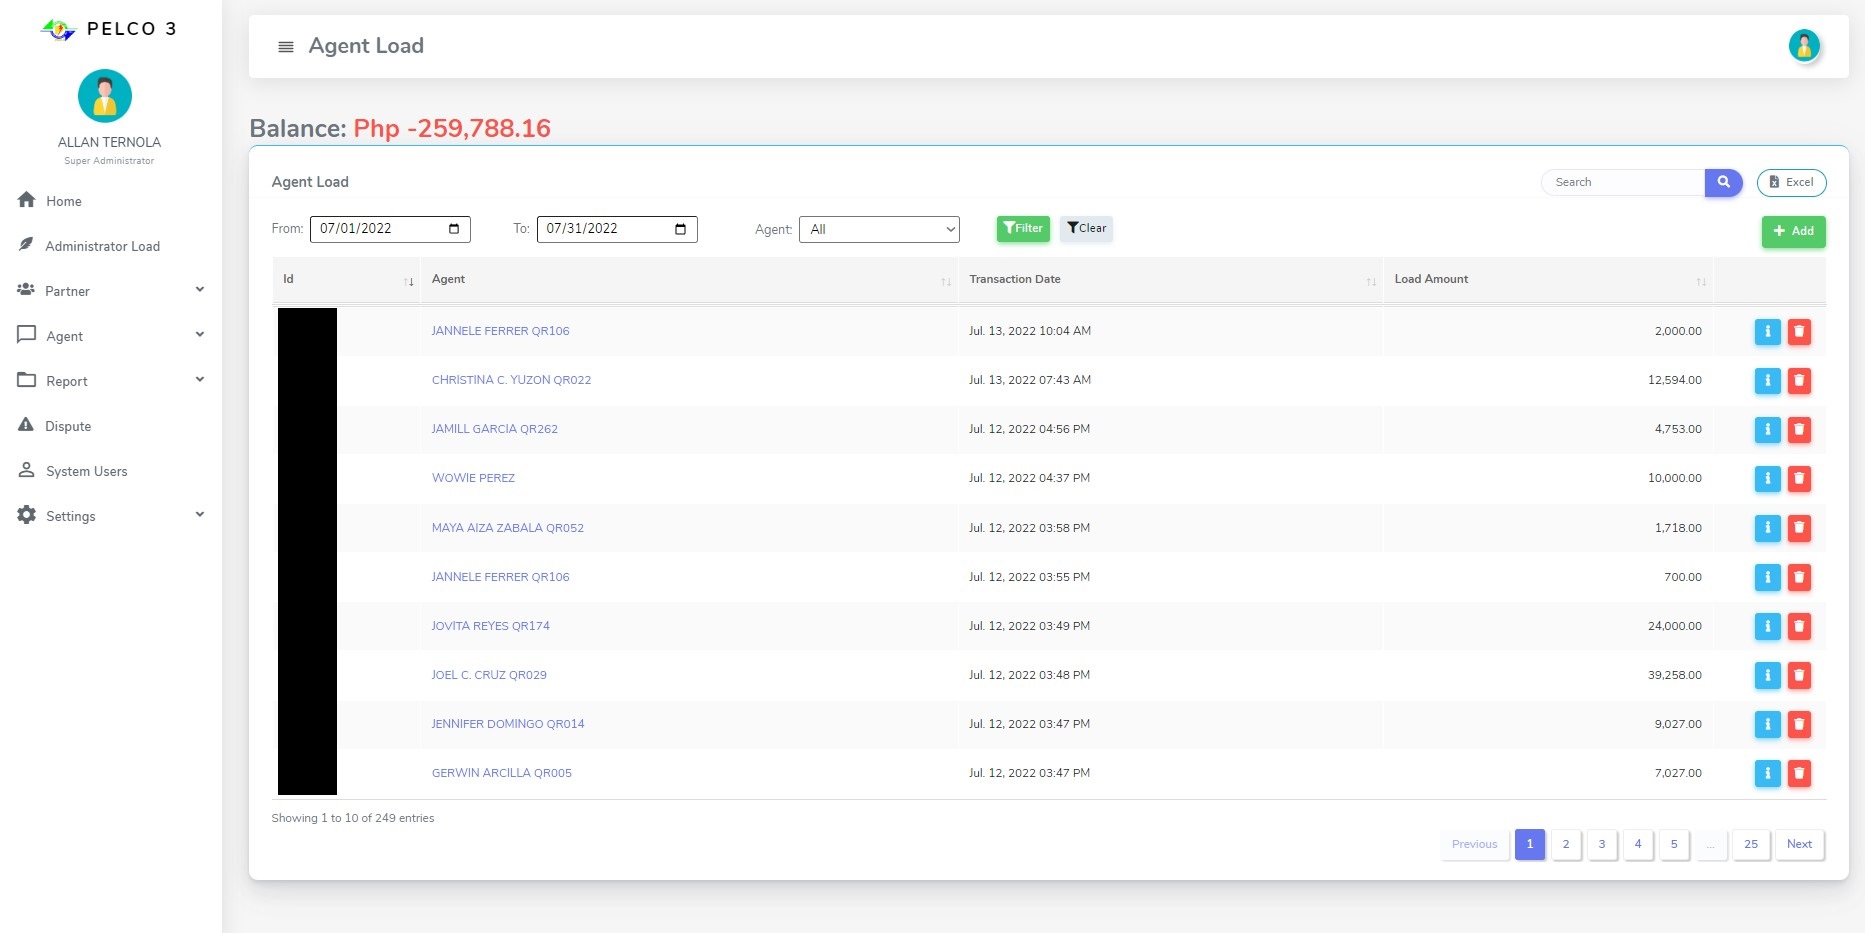 PELCO 3
ALLAN TERNOLA
Super Administrator
Home
Administrator Load
Partner
Agent
Report
Dispute
System Users
Settings
Agent Load
Balance: Php -259,788.16
Agent Load Search Excel
From: 07/01/2022 To: 07/31/2022 Agent: All Filter Clear Add
Id Agent Transaction Date Load Amount
JANNELE FERRER QR106 Jul. 13, 2022 10:04 AM 2,000.00
CHRISTINA C. YUZON QR022 Jul. 13, 2022 07:43 AM 12,594.00
JAMILL GARCIA QR262 Jul. 12, 2022 04:56 PM 4,753.00
WOWIE PEREZ Jul. 12, 2022 04:37 PM 10,000.00
MAYA AIZA ZABALA QR052 Jul. 12, 2022 03:58 PM 1,718.00
JANNELE FERRER QR106 Jul. 12, 2022 03:55 PM 700.00
JOVITA REYES QR174 Jul. 12, 2022 03:49 PM 24,000.00
JOEL C. CRUZ QR029 Jul. 12, 2022 03:48 PM 39,258.00
JENNIFER DOMINGO QR014 Jul. 12, 2022 03:47 PM 9,027.00
GERWIN ARCILLA QR005 Jul. 12, 2022 03:47 PM 7,027.00
Showing 1 to 10 of 249 entries
Previous 1 2 3 4 5 ... 25 Next